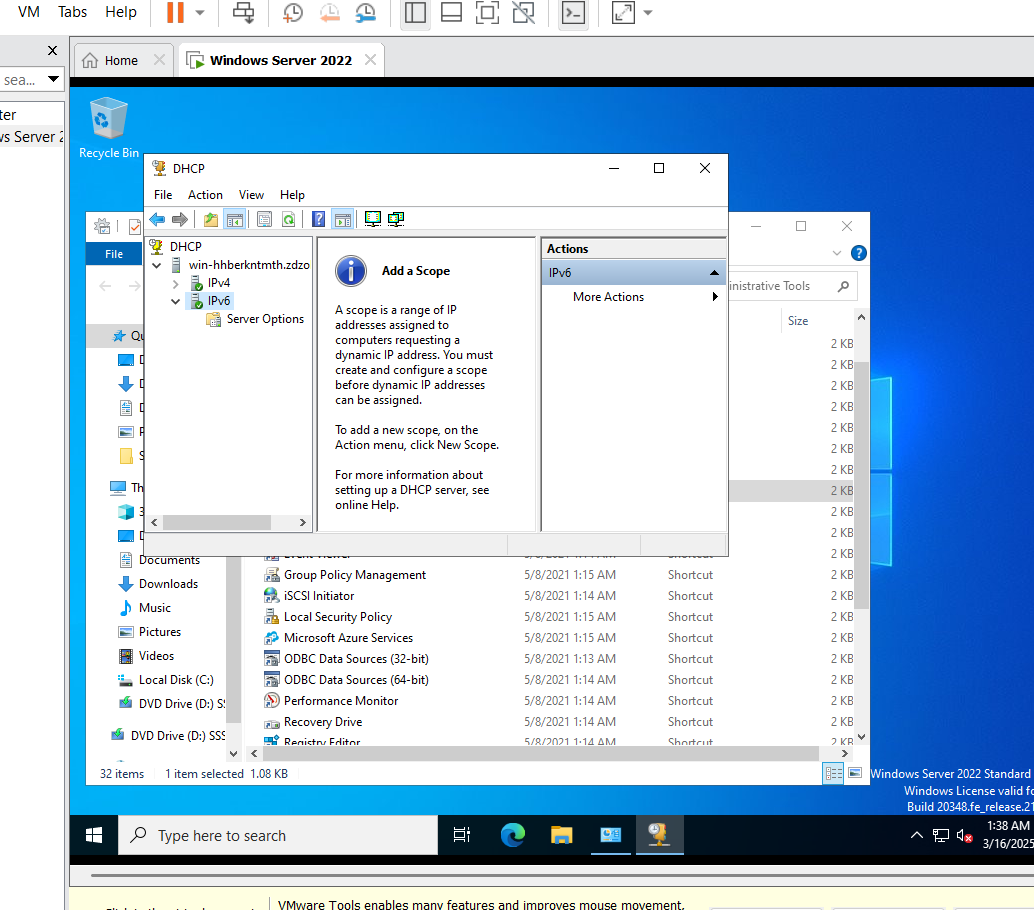 VM Tabs Help
sea...
Home
Windows Server 2022
Recycle Bin
DHCP
File Action View Help
DHCP
win-hhberkntmth.zdzo
IPv4
IPv6
Server Options
Add a Scope
A scope is a range of IP
addresses assigned to
computers requesting a
dynamic IP address. You must
create and configure a scope
before dynamic IP addresses
can be assigned.
To add a new scope, on the
Action menu, click New Scope.
For more information about
setting up a DHCP server, see
online Help.
Actions
IPv6
More Actions
File
Tools
Size
2 KB
2 KB
2 KB
2 KB
2 KB
2 KB
2 KB
2 KB
2 KB
2 KB
2 KB
Documents
Downloads
Music
Pictures
Videos
Local Disk (C:)
DVD Drive (D:) SS
DVD Drive (D:) SSS
Group Policy Management 5/8/2021 1:15 AM Shortcut 2 KB
iSCSI Initiator 5/8/2021 1:14 AM Shortcut 2 KB
Local Security Policy 5/8/2021 1:15 AM Shortcut 2 KB
Microsoft Azure Services 5/8/2021 1:15 AM Shortcut 2 KB
ODBC Data Sources (32-bit) 5/8/2021 1:13 AM Shortcut 2 KB
ODBC Data Sources (64-bit) 5/8/2021 1:14 AM Shortcut 2 KB
Performance Monitor 5/8/2021 1:14 AM Shortcut 2 KB
Recovery Drive 5/8/2021 1:14 AM Shortcut 2 KB
Registry Editor 5/8/2021 1:14 AM Shortcut 2 KB
32 items 1 item selected 1.08 KB
Windows Server 2022 Standard
Windows License valid fo
Build 20348.fe_release.21
Type here to search
1:38 AM
3/16/2025
VMware Tools enables many features and improves mouse movement,